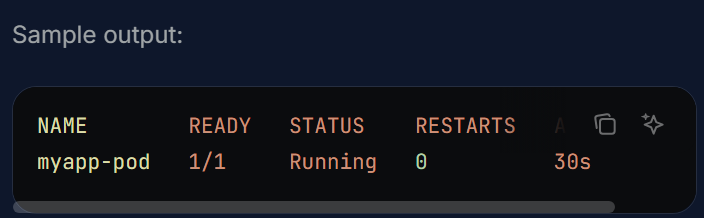 Sample output:
NAME READY STATUS RESTARTS A
myapp-pod 1/1 Running 0 30s